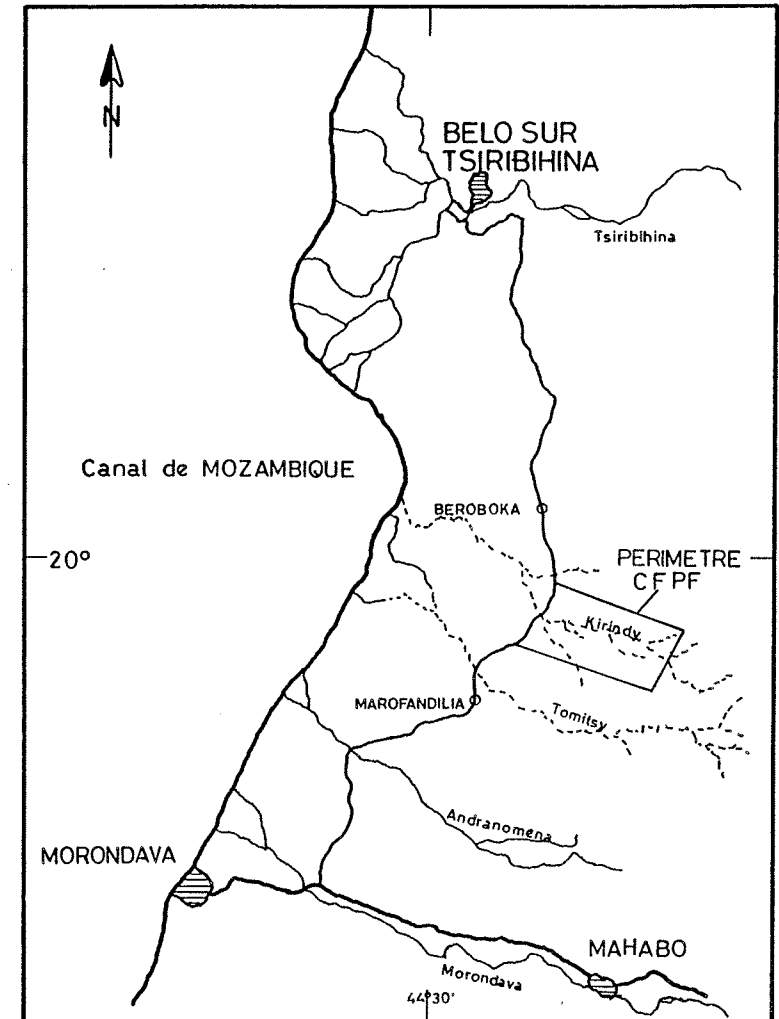 N
BELO SUR
TSIRIBIHINA
Tsiribihina
Canal de MOZAMBIQUE
BEROBOKA
20°
PERIMETRE
CFPF
Kirindy
MAROFANDILIA
Tomitsy
Andranomena
MORONDAVA
MAHABO
Morondava
44°30'